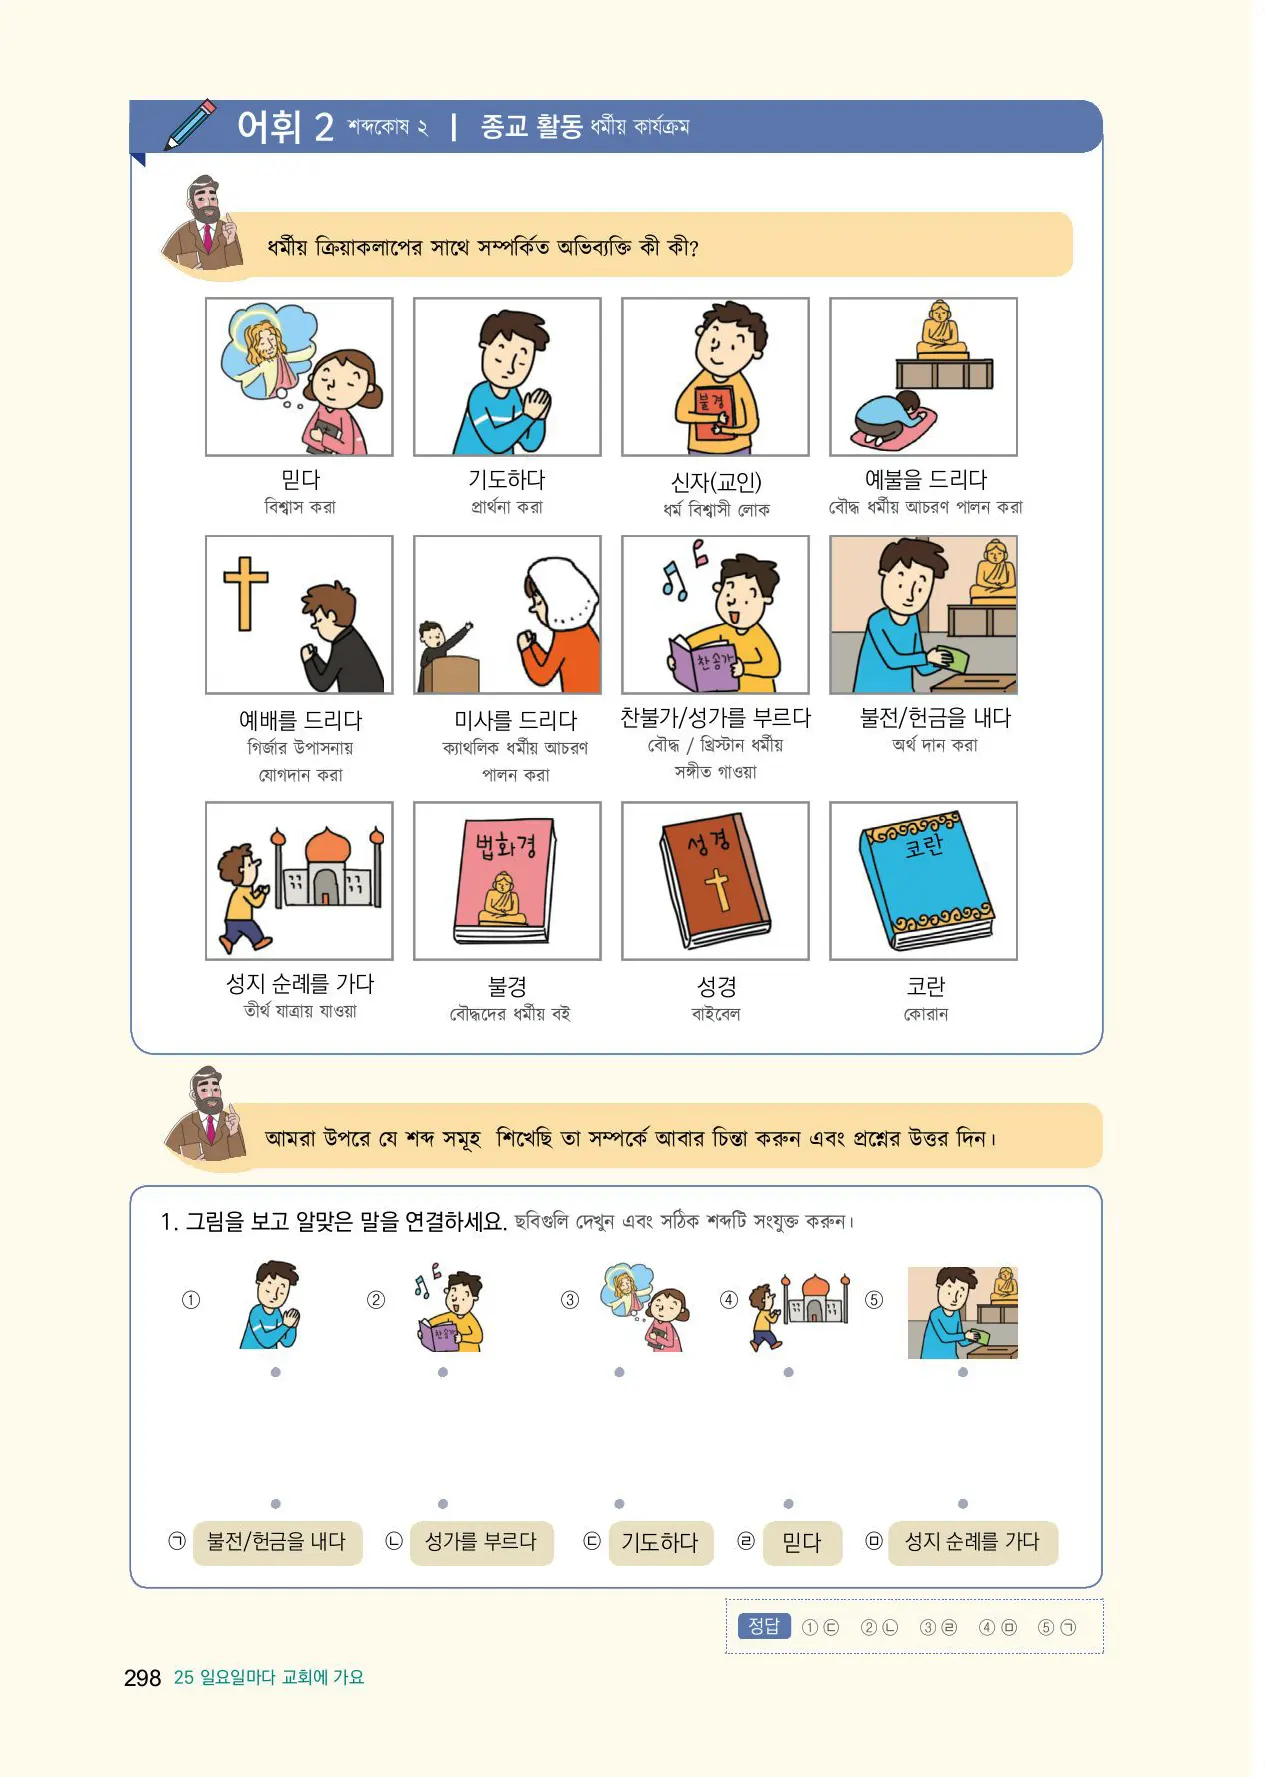 어휘 2 শব্দকোষ ২ | 종교 활동 ধর্মীয় কার্যক্রম
ধর্মীয় ক্রিয়াকলাপের সাথে সম্পর্কিত অভিব্যক্তি কী কী?
불경
믿다
기도하다
신자(교인)
예불을 드리다
বিশ্বাস করা
প্রার্থনা করা
ধর্ম বিশ্বাসী লোক
বৌদ্ধ ধর্মীয় আচরণ পালন করা
찬송가
예배를 드리다
미사를 드리다
찬불가/성가를 부르다
불전/헌금을 내다
গির্জার উপাসনায়
যোগদান করা
ক্যাথলিক ধর্মীয় আচরণ
পালন করা
বৌদ্ধ / খ্রিস্টান ধর্মীয়
সঙ্গীত গাওয়া
অর্থ দান করা
법화경
성경
코란
성지 순례를 가다
불경
성경
코란
তীর্থ যাত্রায় যাওয়া
বৌদ্ধদের ধর্মীয় বই
বাইবেল
কোরান
আমরা উপরে যে শব্দ সমূহ শিখেছি তা সম্পর্কে আবার চিন্তা করুন এবং প্রশ্নের উত্তর দিন।
1. 그림을 보고 알맞은 말을 연결하세요. ছবিগুলি দেখুন এবং সঠিক শব্দটি সংযুক্ত করুন।
① ② ③ ④ ⑤
찬송가
㉠ 불전/헌금을 내다 ㉡ 성가를 부르다 ㉢ 기도하다 ㉣ 믿다 ㉤ 성지 순례를 가다
정답 ①㉢ ②㉡ ③㉣ ④㉤ ⑤㉠
298 25 일요일마다 교회에 가요